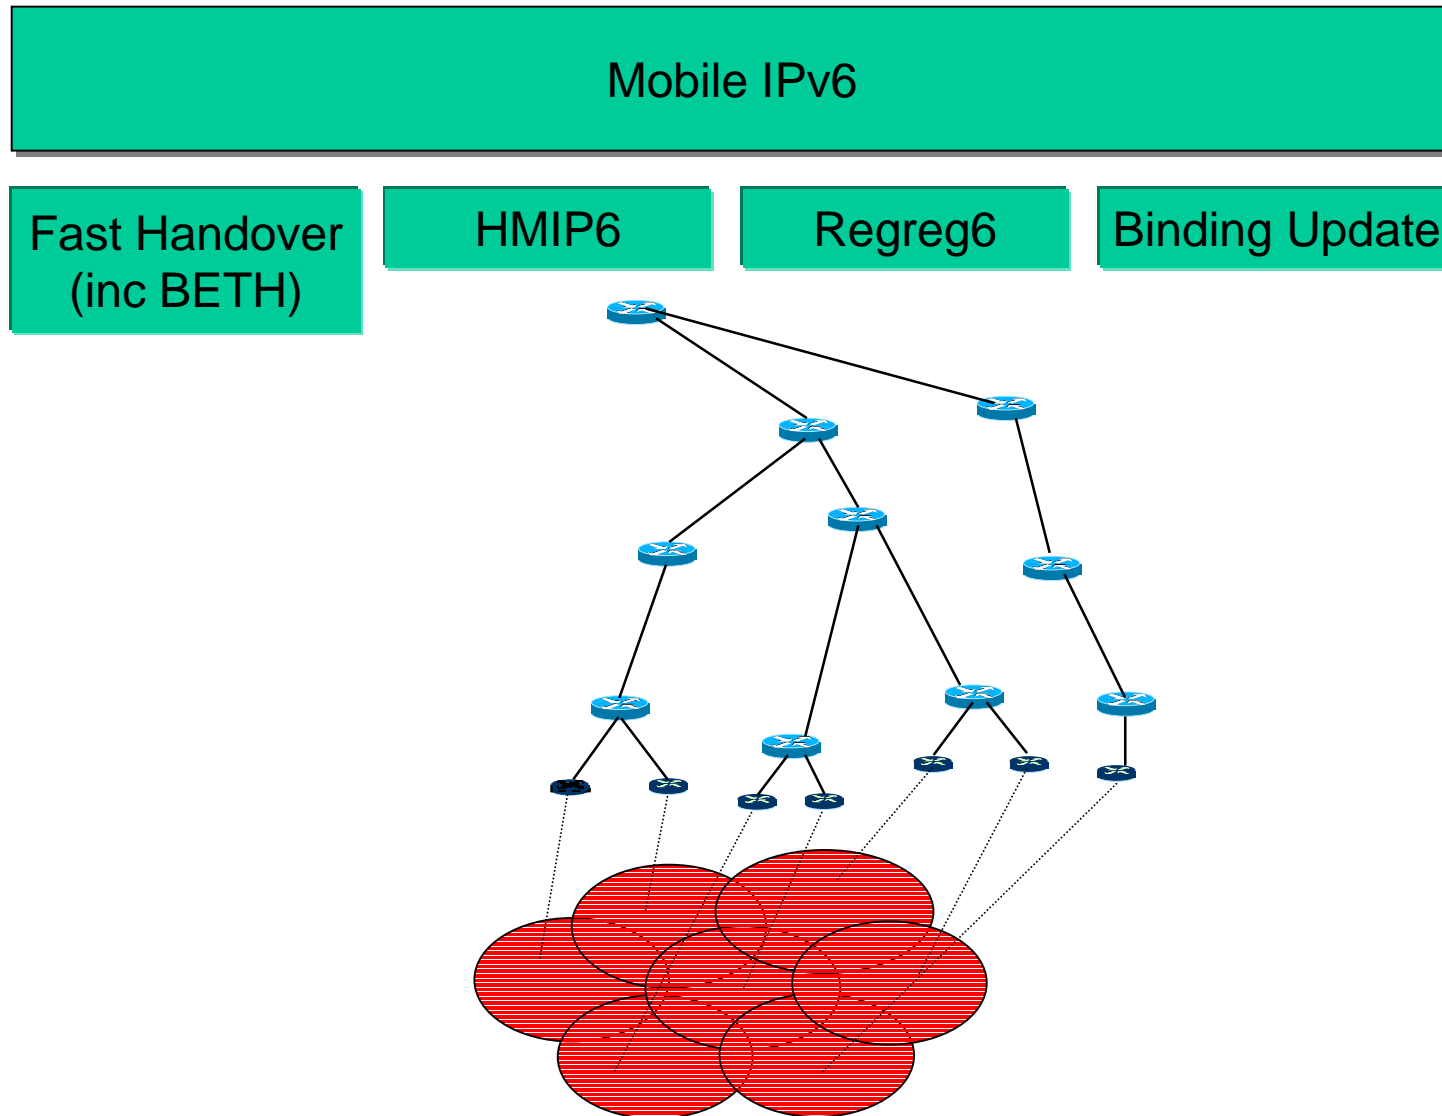 Mobile IPv6
Fast Handover
(inc BETH)
HMIP6
Regreg6
Binding Update